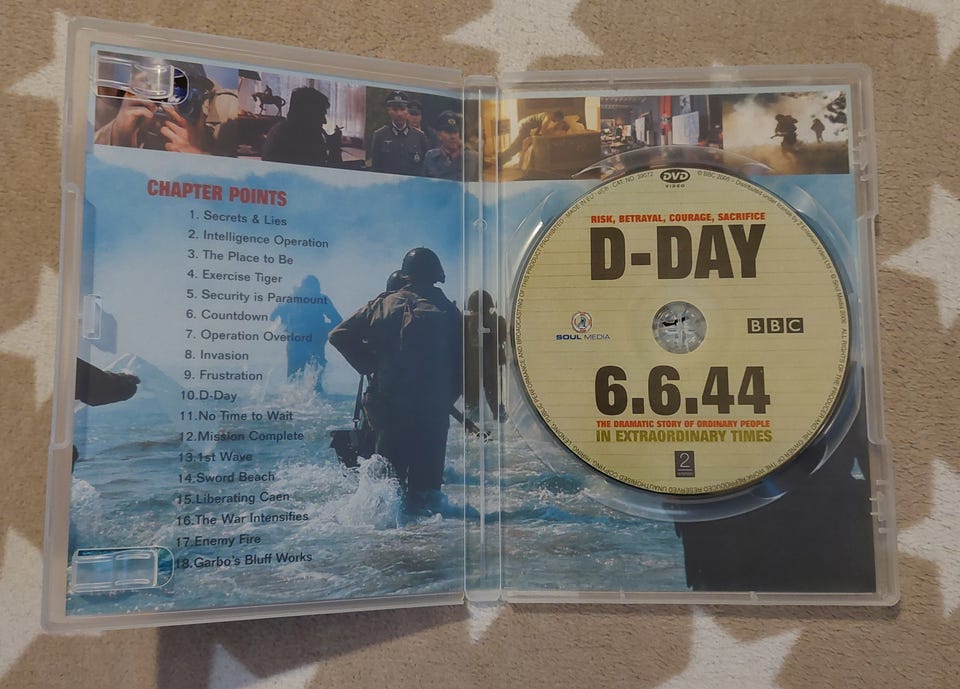 CHAPTER POINTS
1. Secrets & Lies
2. Intelligence Operation
3. The Place to Be
4. Exercise Tiger
5. Security is Paramount
6. Countdown
7. Operation Overlord
8. Invasion
9. Frustration
10.D-Day
11.No Time to Wait
12.Mission Complete
13.1st Wave
14.Sword Beach
15.Liberating Caen
16.The War Intensifies
17.Enemy Fire
18.Garbo's Bluff Works
DVD
VIDEO
RISK, BETRAYAL, COURAGE, SACRIFICE
D-DAY
SOUL MEDIA
BBC
6.6.44
THE DRAMATIC STORY OF ORDINARY PEOPLE
IN EXTRAORDINARY TIMES
2